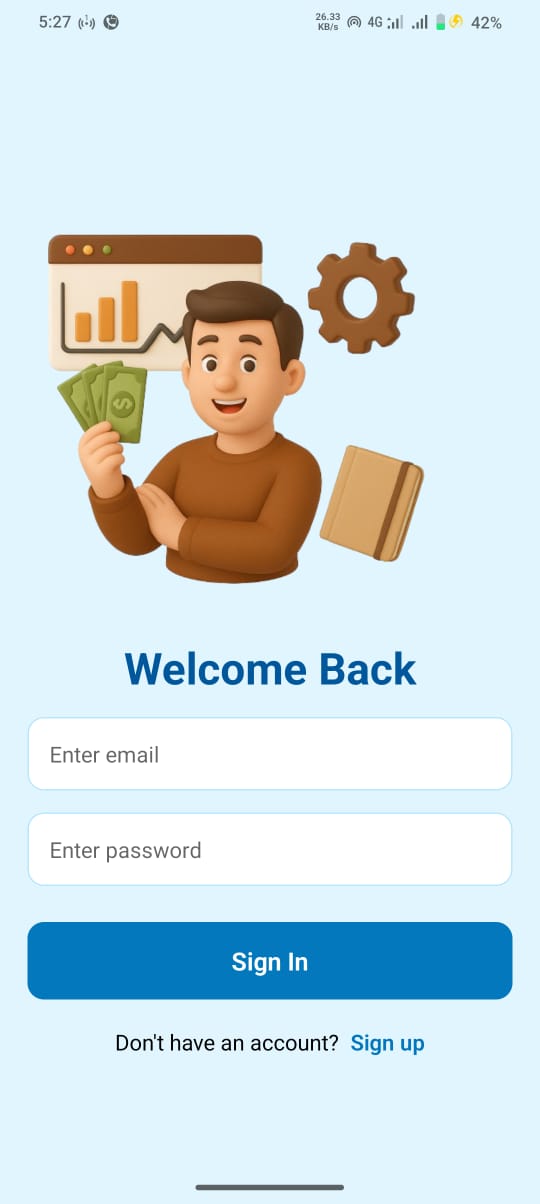 5:27 26.33 KB/s 4G 42%
$
Welcome Back
Enter email
Enter password
Sign In
Don't have an account? Sign up